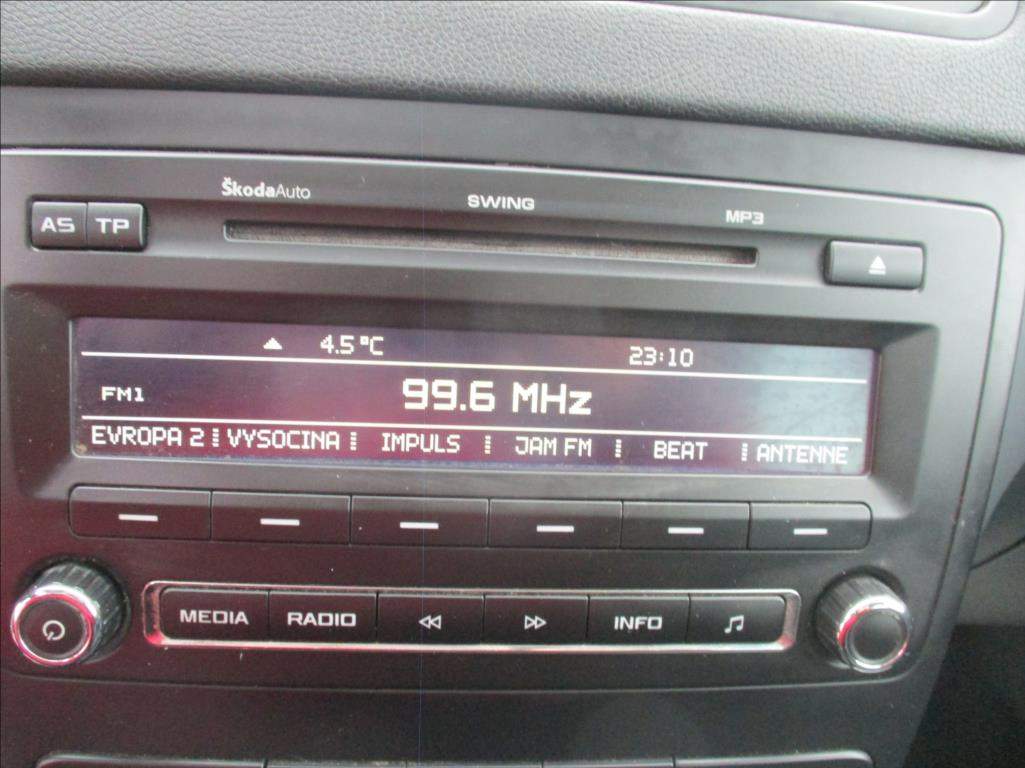 ŠkodaAuto SWING MP3
AS TP
4.5°C 23:10
FM1 99.6 MHz
EVROPA 2 VYSOCINA IMPULS JAM FM BEAT ANTENNE
MEDIA RADIO INFO